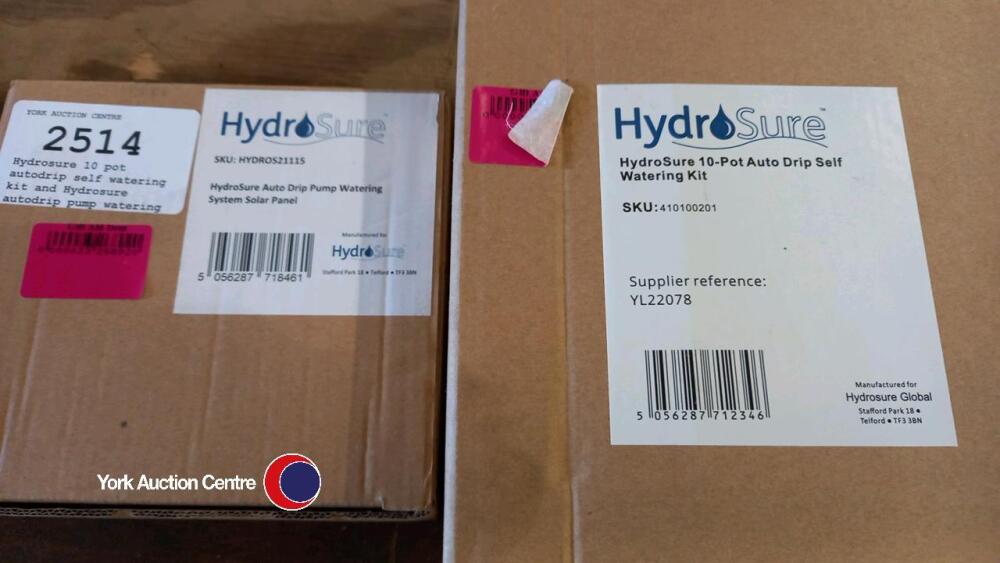 YORK AUCTION CENTRE
2514
Hydrosure 10 pot
autodrip self watering
kit and Hydrosure
autodrip pump watering
HydroSure™
SKU: HYDROS21115
HydroSure Auto Drip Pump Watering
System Solar Panel
5 056287 718461
Manufactured for
HydroSure
Stafford Park 18 • Telford • TF3 3BN
HydroSure™
HydroSure 10-Pot Auto Drip Self
Watering Kit
SKU: 410100201
Supplier reference:
YL22078
5 056287 712346
Manufactured for
Hydrosure Global
Stafford Park 18 •
Telford • TF3 3BN
York Auction Centre